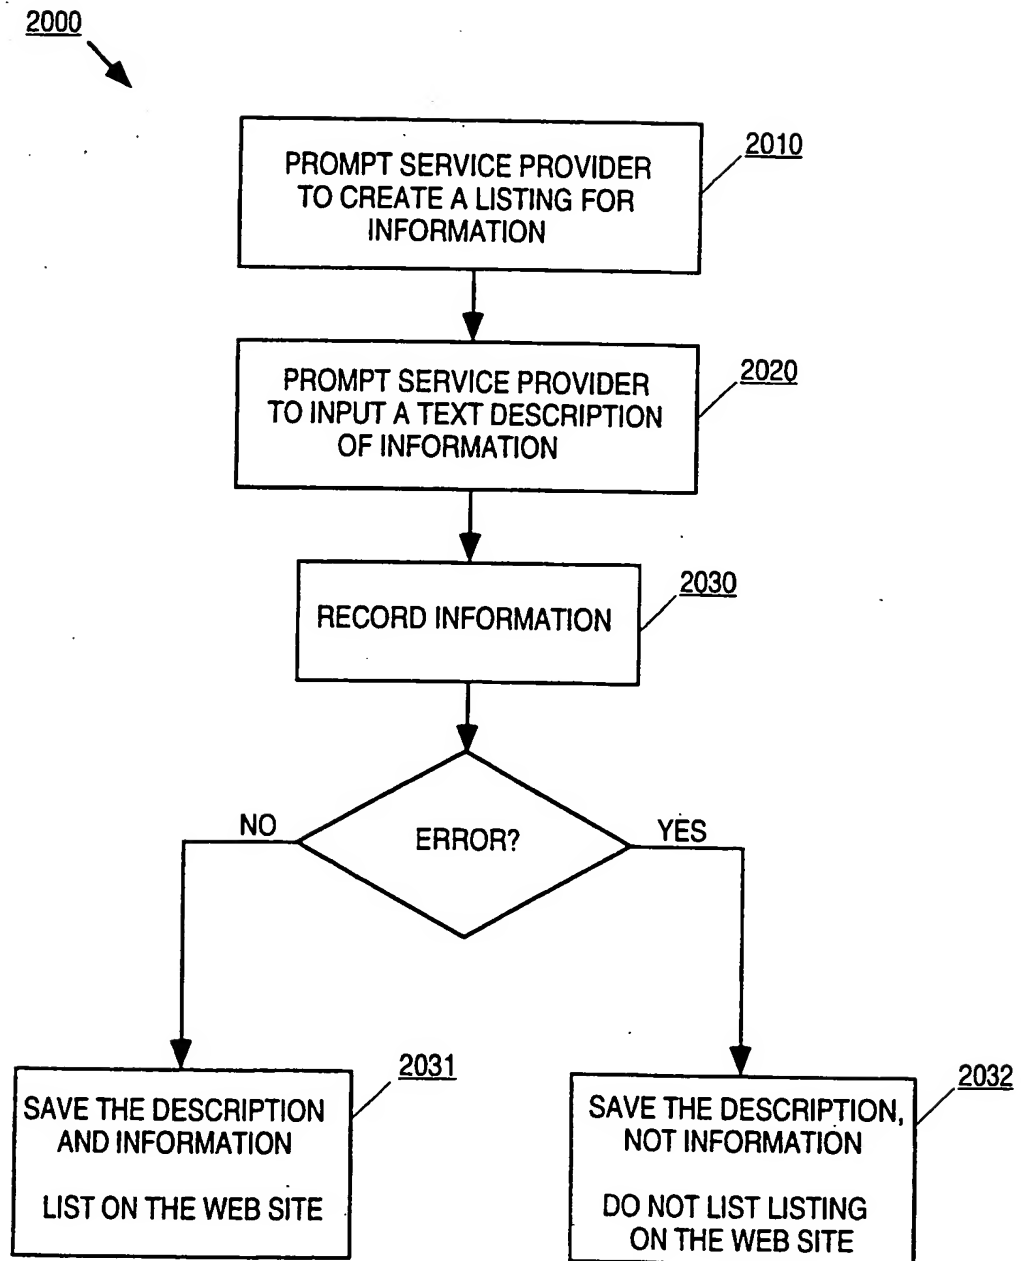 2000
PROMPT SERVICE PROVIDER
TO CREATE A LISTING FOR
INFORMATION
2010
PROMPT SERVICE PROVIDER
TO INPUT A TEXT DESCRIPTION
OF INFORMATION
2020
RECORD INFORMATION
2030
ERROR?
NO
YES
SAVE THE DESCRIPTION
AND INFORMATION
LIST ON THE WEB SITE
2031
SAVE THE DESCRIPTION,
NOT INFORMATION
DO NOT LIST LISTING
ON THE WEB SITE
2032